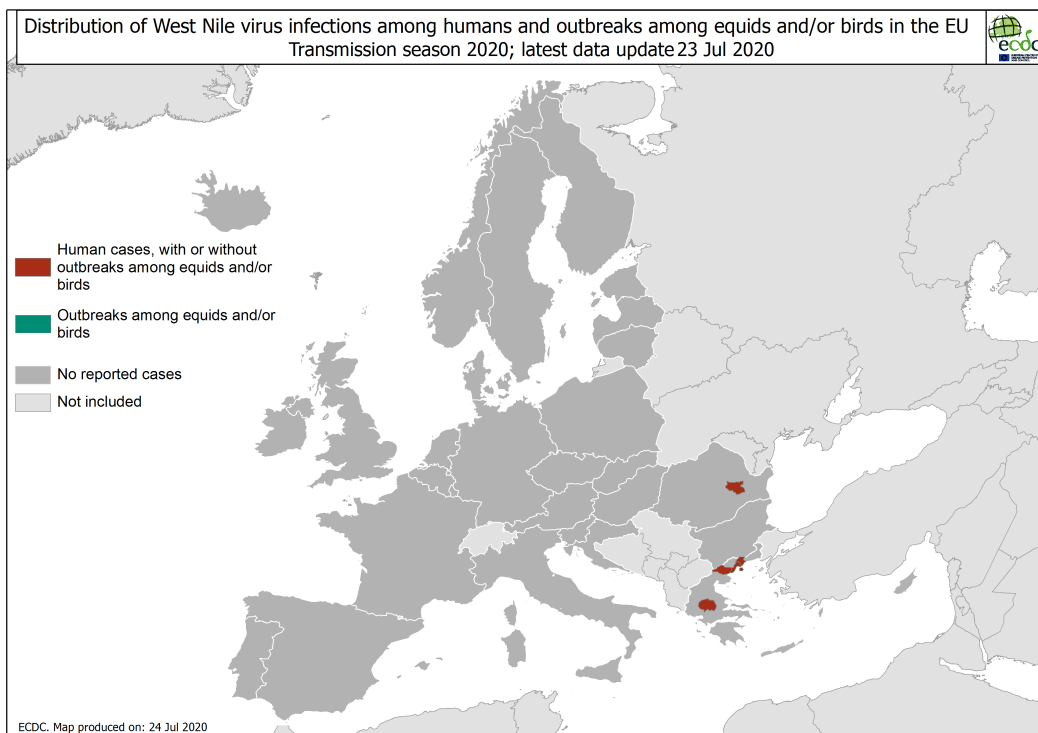 Distribution of West Nile virus infections among humans and outbreaks among equids and/or birds in the EU
Transmission season 2020; latest data update 23 Jul 2020
ecdc
Human cases, with or without
outbreaks among equids and/or
birds
Outbreaks among equids and/or
birds
No reported cases
Not included
ECDC. Map produced on: 24 Jul 2020